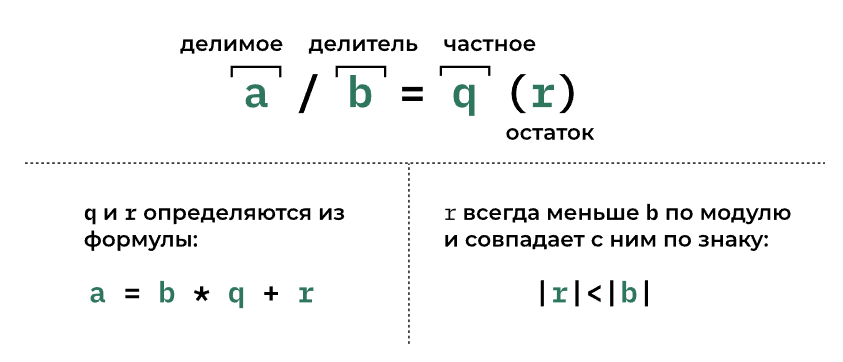 делимое делитель частное
a / b = q (r)
остаток
q и r определяются из
формулы:
a = b * q + r
r всегда меньше b по модулю
и совпадает с ним по знаку:
|r|<|b|